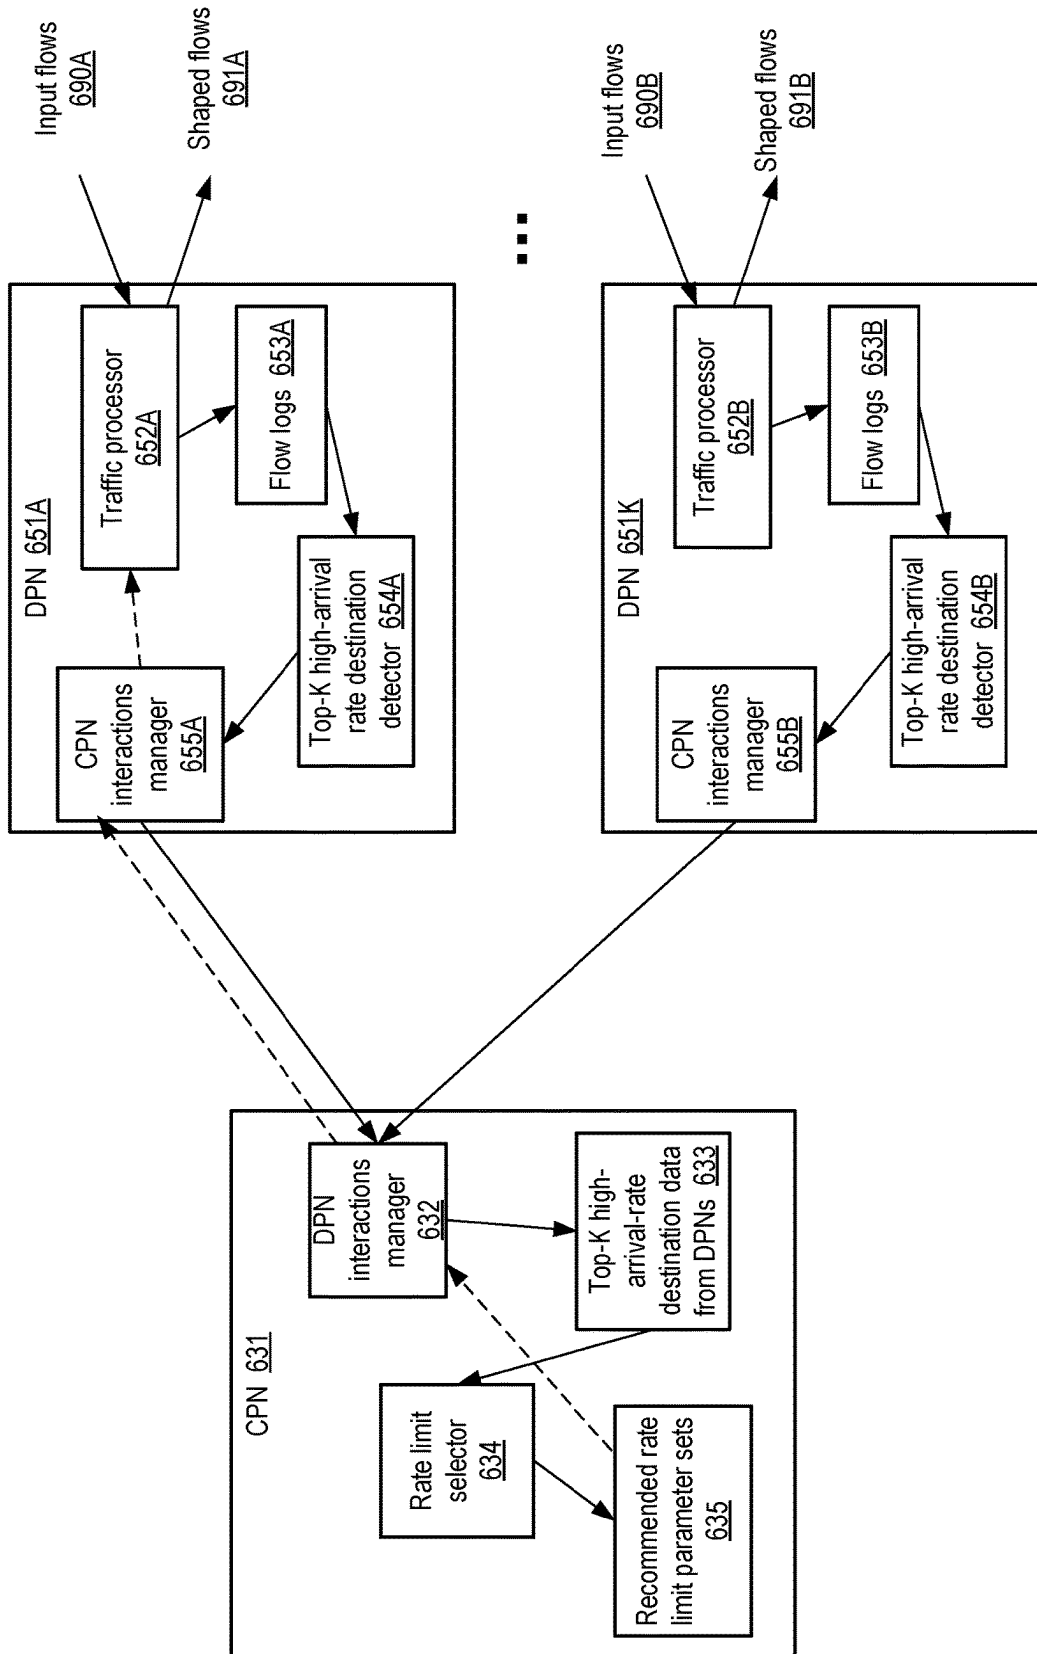 CPN 631
DPN
interactions
manager
632
Top-K high-
arrival-rate
destination data
from DPNs 633
Rate limit
selector
634
Recommended rate
limit parameter sets
635
DPN 651A
CPN
interactions
manager
655A
Traffic processor
652A
Flow logs 653A
Top-K high-arrival
rate destination
detector 654A
Input flows
690A
Shaped flows
691A
...
DPN 651K
CPN
interactions
manager
655B
Traffic processor
652B
Flow logs 653B
Top-K high-arrival
rate destination
detector 654B
Input flows
690B
Shaped flows
691B